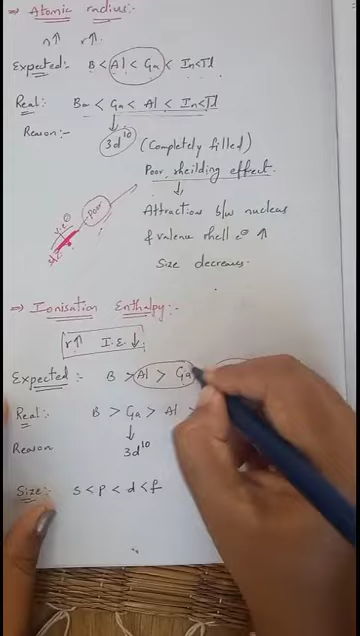 ⇒ Atomic radius:-
n↑ r↑
Expected:- B < Al < Ga < In < Tl
Real:- B < Ga < Al < In < Tl
Reason:- 3d¹⁰ (Completely filled)
Poor sheilding effect
Poor
Attraction b/w nucleus
& valence shell e⊖ ↑
Size decreases.
⇒ Ionisation Enthalpy:-
r↑ I.E. ↓
Expected:- B > Al > Ga
Real:- B > Ga > Al >
Reason 3d¹⁰
Size:- s < p < d < f